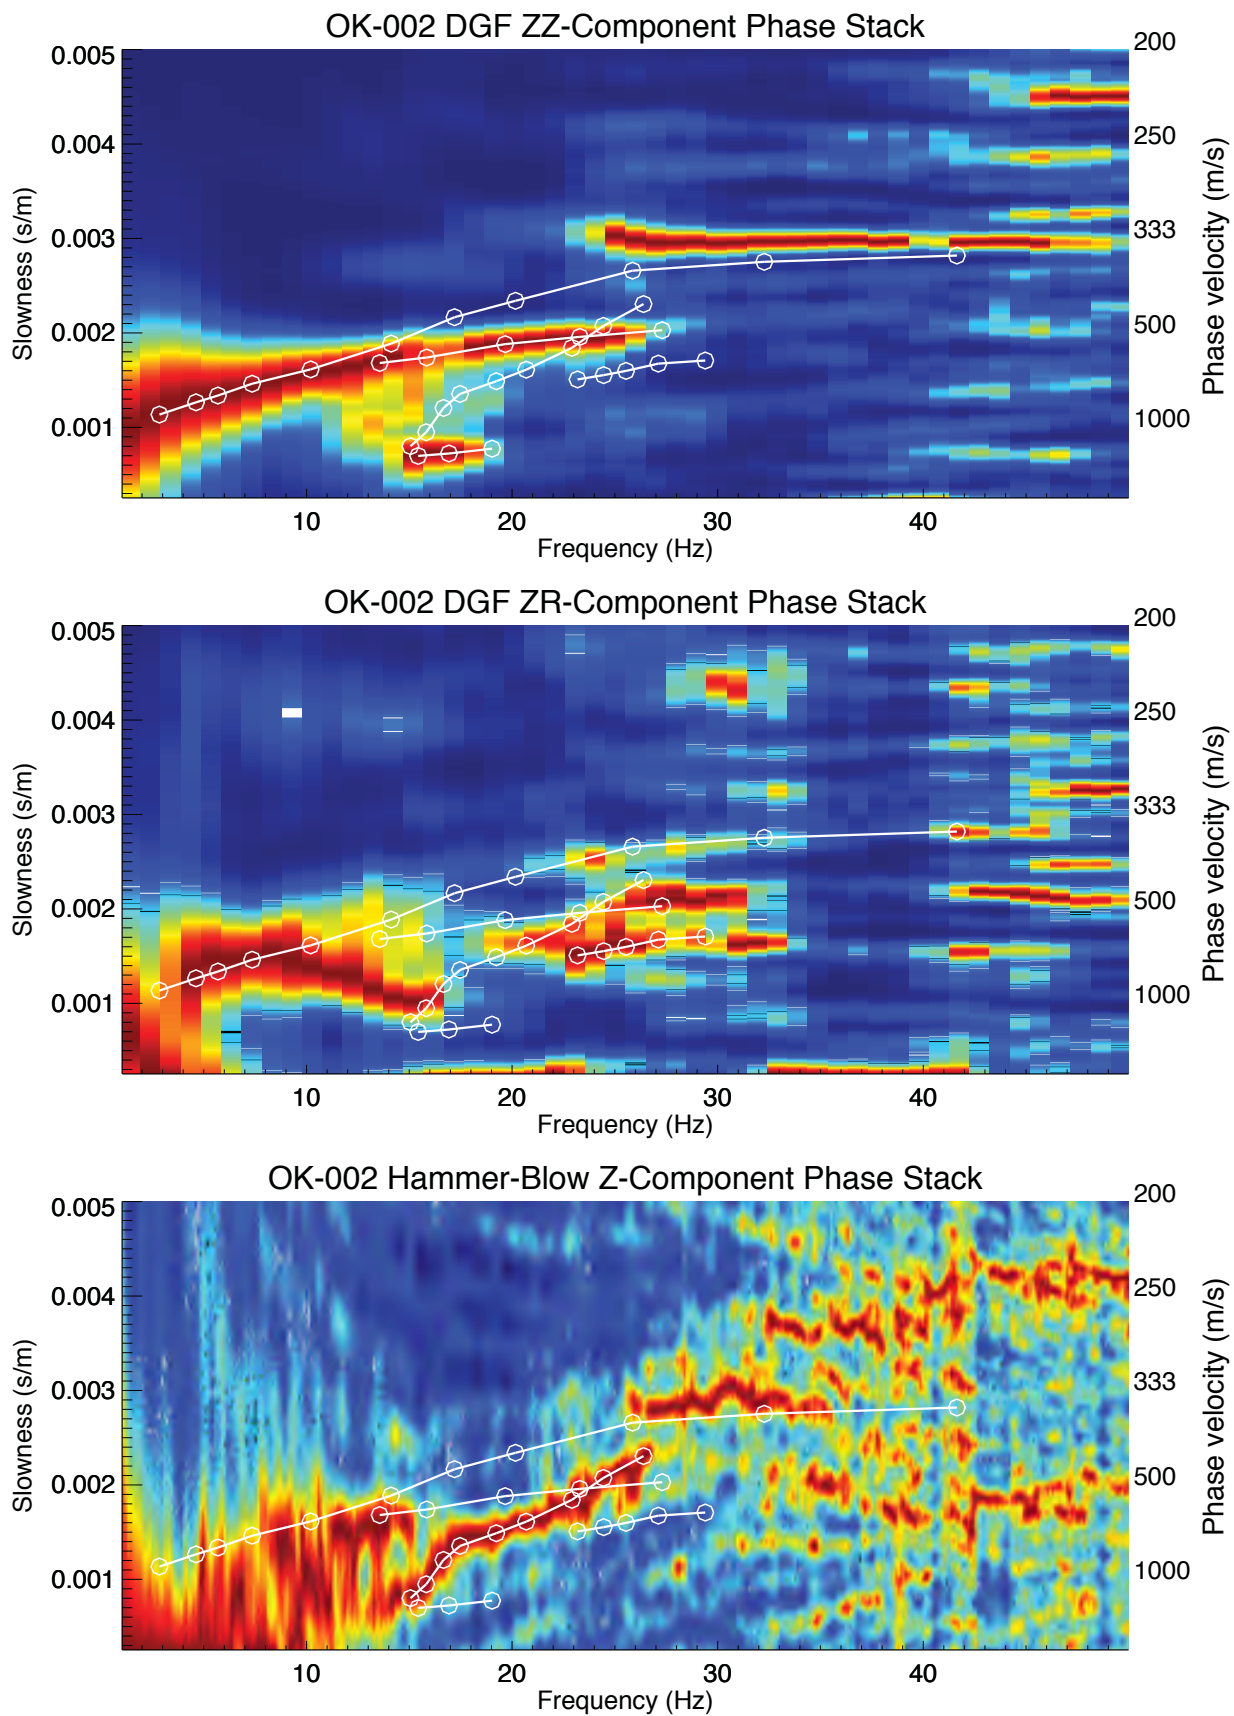 OK-002 DGF ZZ-Component Phase Stack
200
0.005
250
0.004
333
0.003
500
0.002
1000
0.001
Slowness (s/m)
Phase velocity (m/s)
10 20 30 40
Frequency (Hz)
OK-002 DGF ZR-Component Phase Stack
200
0.005
250
0.004
333
0.003
500
0.002
1000
0.001
Slowness (s/m)
Phase velocity (m/s)
10 20 30 40
Frequency (Hz)
OK-002 Hammer-Blow Z-Component Phase Stack
200
0.005
250
0.004
333
0.003
500
0.002
1000
0.001
Slowness (s/m)
Phase velocity (m/s)
10 20 30 40
Frequency (Hz)